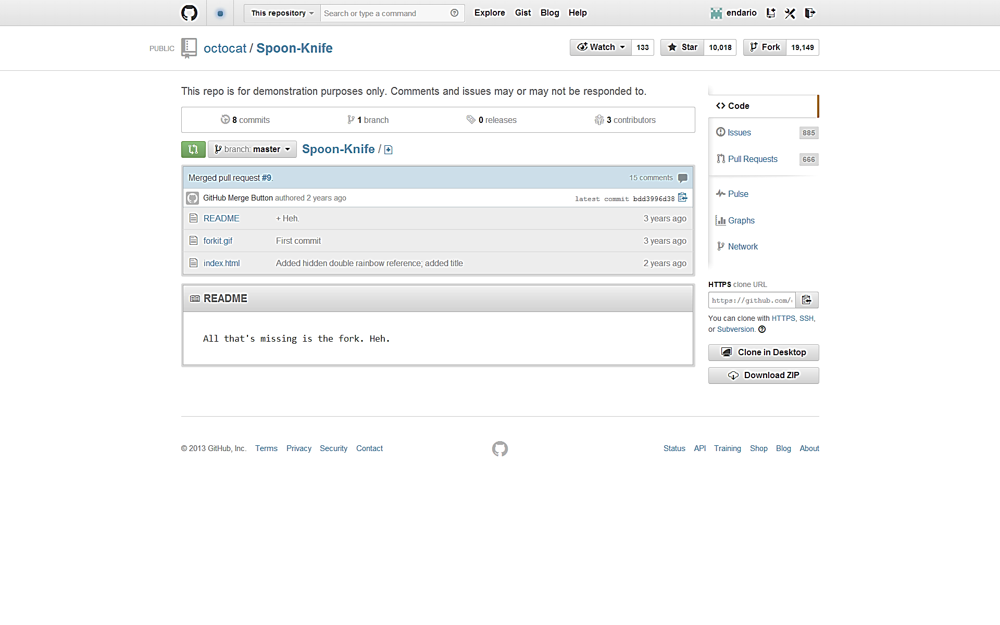 This repository Search or type a command Explore Gist Blog Help endario
PUBLIC octocat / Spoon-Knife Watch 133 Star 10,018 Fork 19,149
This repo is for demonstration purposes only. Comments and issues may or may not be responded to.
8 commits 1 branch 0 releases 3 contributors
branch: master Spoon-Knife /
Merged pull request #9. 15 comments
GitHub Merge Button authored 2 years ago latest commit bdd3996d38
README + Heh. 3 years ago
forkit.gif First commit 3 years ago
index.html Added hidden double rainbow reference; added title 2 years ago
README
All that's missing is the fork. Heh.
Code
Issues 885
Pull Requests 666
Pulse
Graphs
Network
HTTPS clone URL
https://github.com/
You can clone with HTTPS, SSH,
or Subversion.
Clone in Desktop
Download ZIP
© 2013 GitHub, Inc. Terms Privacy Security Contact Status API Training Shop Blog About